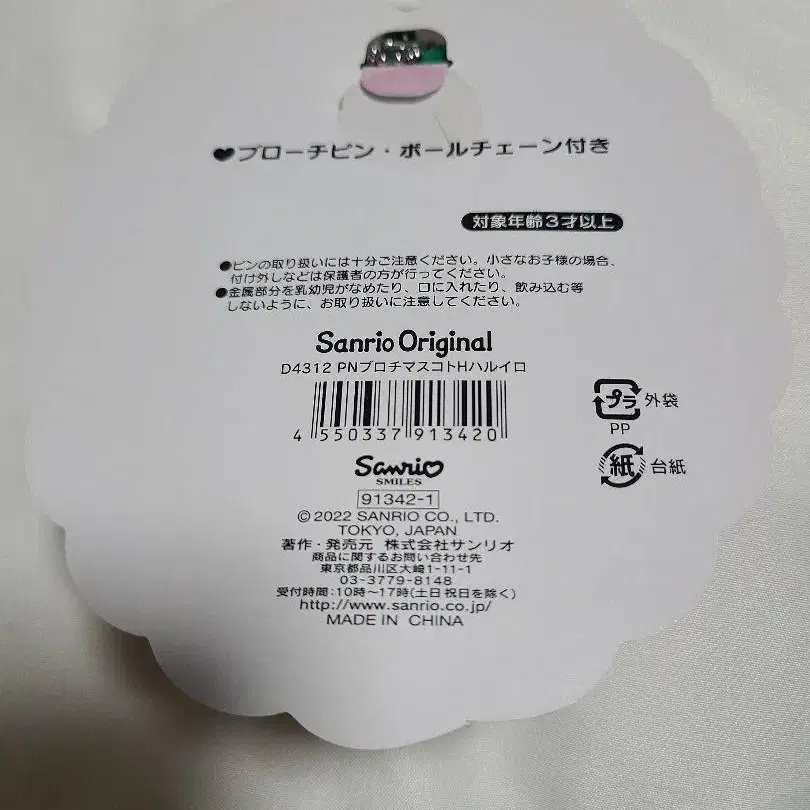 ♥ブローチピン・ボールチェーン付き
対象年齢3才以上
●ピンの取り扱いには十分ご注意ください。小さなお子様の場合、
付け外しなどは保護者の方が行ってください。
●金属部分を乳幼児がなめたり、口に入れたり、飲み込む等
しないように、お取り扱いに注意してください。
Sanrio Original
D4312 PNブロチマスコトHハルイロ
4 550337 913420
プラ 外袋
PP
紙 台紙
Sanrio
SMILES
91342-1
©2022 SANRIO CO., LTD.
TOKYO, JAPAN
著作・発売元 株式会社サンリオ
商品に関するお問い合わせ先
東京都品川区大崎1-11-1
03-3779-8148
受付時間:10時〜17時(土日祝日を除く)
http://www.sanrio.co.jp/
MADE IN CHINA